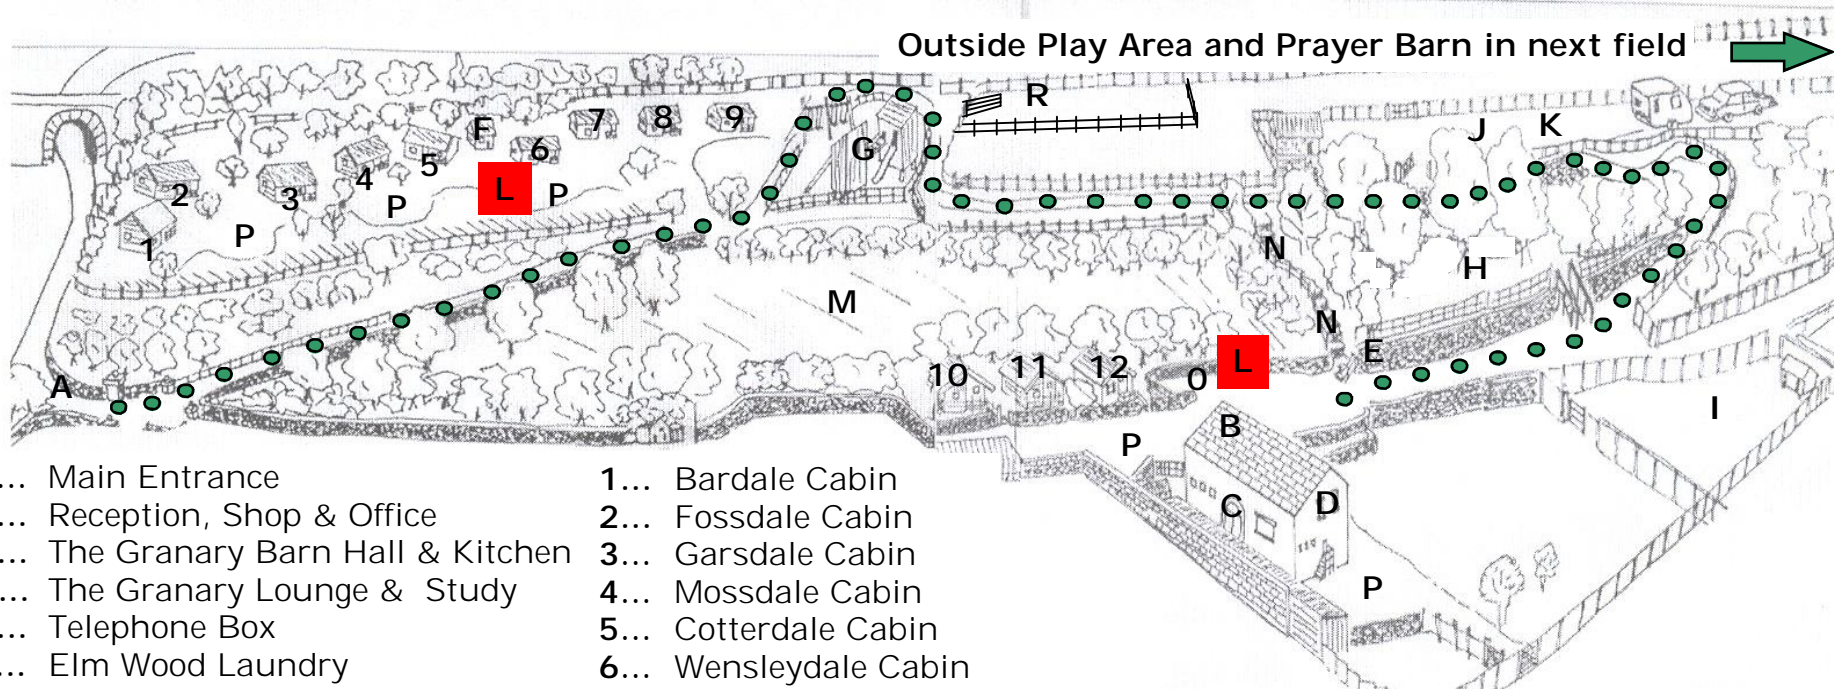 Outside Play Area and Prayer Barn in next field
R
J K
7 8 9
F
6
G
5
4
2
3
L
P
P
P
1
N
H
M
N
E
L
10 11 12
0
A
I
B
P
C D
P
... Main Entrance
... Reception, Shop & Office
... The Granary Barn Hall & Kitchen
... The Granary Lounge & Study
... Telephone Box
... Elm Wood Laundry
1... Bardale Cabin
2... Fossdale Cabin
3... Garsdale Cabin
4... Mossdale Cabin
5... Cotterdale Cabin
6... Wensleydale Cabin